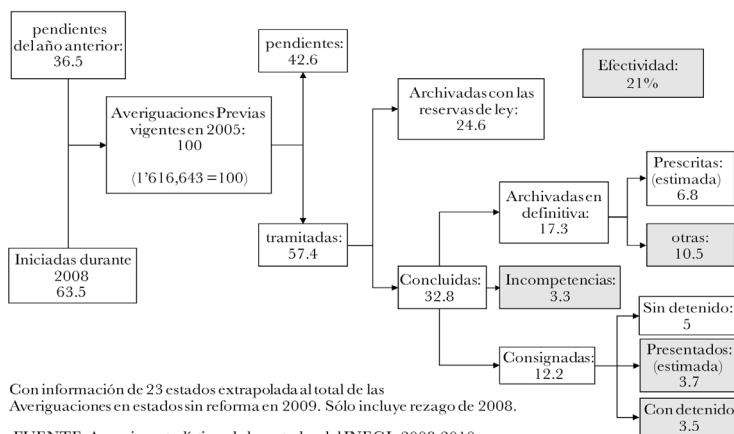 pendientes
del año anterior:
36.5
pendientes:
42.6
Efectividad:
21%
Averiguaciones Previas
vigentes en 2005:
100
(1'616,643 = 100)
Archivadas con las
reservas de ley:
24.6
Prescritas:
(estimada)
6.8
Archivadas en
definitiva:
17.3
tramitadas:
57.4
otras:
10.5
Iniciadas durante
2008
63.5
Concluidas:
32.8
Incompetencias:
3.3
Sin detenido:
5
Consignadas:
12.2
Presentados:
(estimada)
3.7
Con detenido
3.5
Con información de 23 estados extrapolada al total de las
Averiguaciones en estados sin reforma en 2009. Sólo incluye rezago de 2008.